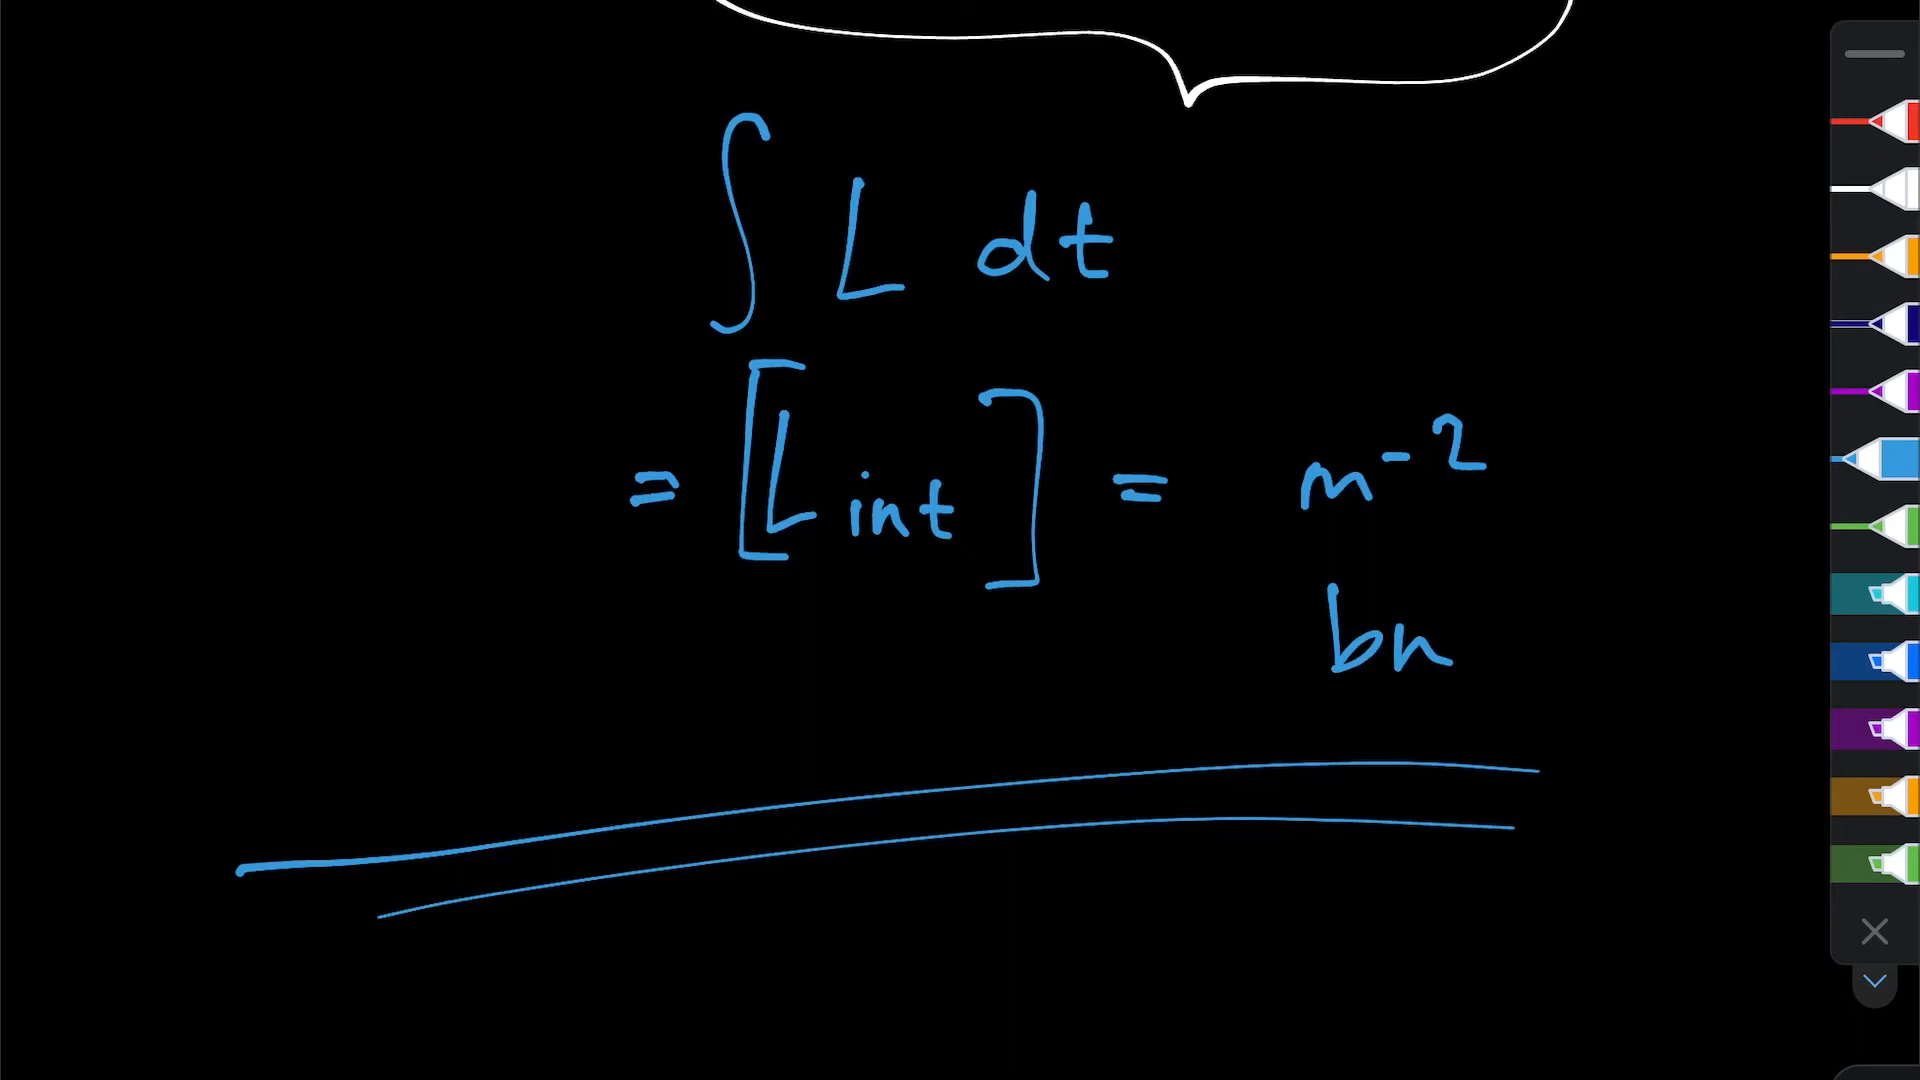 ∫ L dt
= [L int] = m⁻²
bn